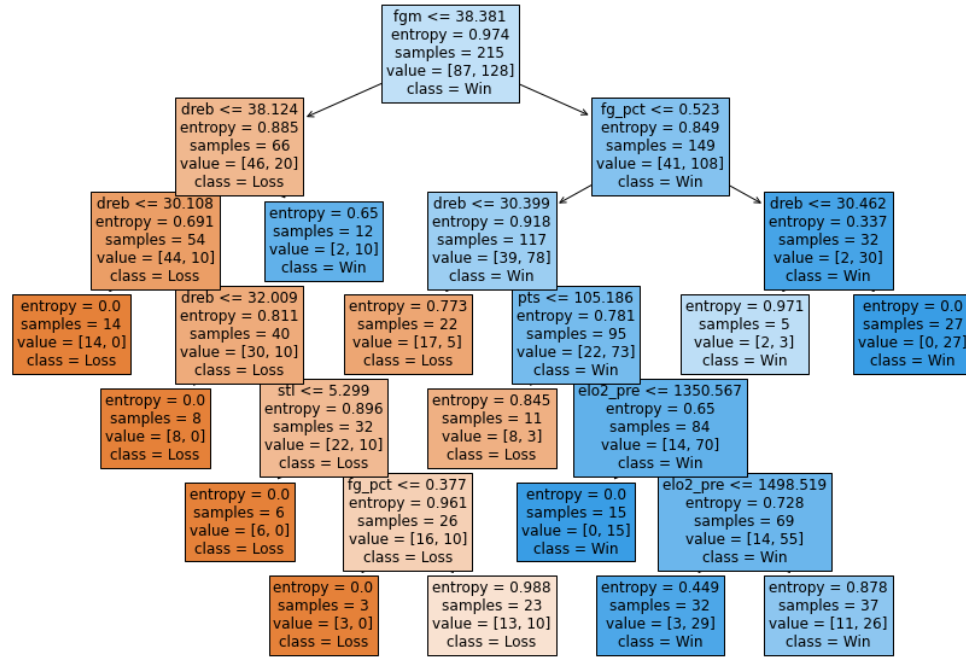 fgm <= 38.381
entropy = 0.974
samples = 215
value = [87, 128]
class = Win
dreb <= 38.124
entropy = 0.885
samples = 66
value = [46, 20]
class = Loss
fg_pct <= 0.523
entropy = 0.849
samples = 149
value = [41, 108]
class = Win
dreb <= 30.108
entropy = 0.691
samples = 54
value = [44, 10]
class = Loss
entropy = 0.65
samples = 12
value = [2, 10]
class = Win
dreb <= 30.399
entropy = 0.918
samples = 117
value = [39, 78]
class = Win
dreb <= 30.462
entropy = 0.337
samples = 32
value = [2, 30]
class = Win
entropy = 0.0
samples = 14
value = [14, 0]
class = Loss
dreb <= 32.009
entropy = 0.811
samples = 40
value = [30, 10]
class = Loss
entropy = 0.773
samples = 22
value = [17, 5]
class = Loss
pts <= 105.186
entropy = 0.781
samples = 95
value = [22, 73]
class = Win
entropy = 0.971
samples = 5
value = [2, 3]
class = Win
entropy = 0.0
samples = 27
value = [0, 27]
class = Win
entropy = 0.0
samples = 8
value = [8, 0]
class = Loss
stl <= 5.299
entropy = 0.896
samples = 32
value = [22, 10]
class = Loss
entropy = 0.845
samples = 11
value = [8, 3]
class = Loss
elo2_pre <= 1350.567
entropy = 0.65
samples = 84
value = [14, 70]
class = Win
entropy = 0.0
samples = 6
value = [6, 0]
class = Loss
fg_pct <= 0.377
entropy = 0.961
samples = 26
value = [16, 10]
class = Loss
entropy = 0.0
samples = 15
value = [0, 15]
class = Win
elo2_pre <= 1498.519
entropy = 0.728
samples = 69
value = [14, 55]
class = Win
entropy = 0.0
samples = 3
value = [3, 0]
class = Loss
entropy = 0.988
samples = 23
value = [13, 10]
class = Loss
entropy = 0.449
samples = 32
value = [3, 29]
class = Win
entropy = 0.878
samples = 37
value = [11, 26]
class = Win